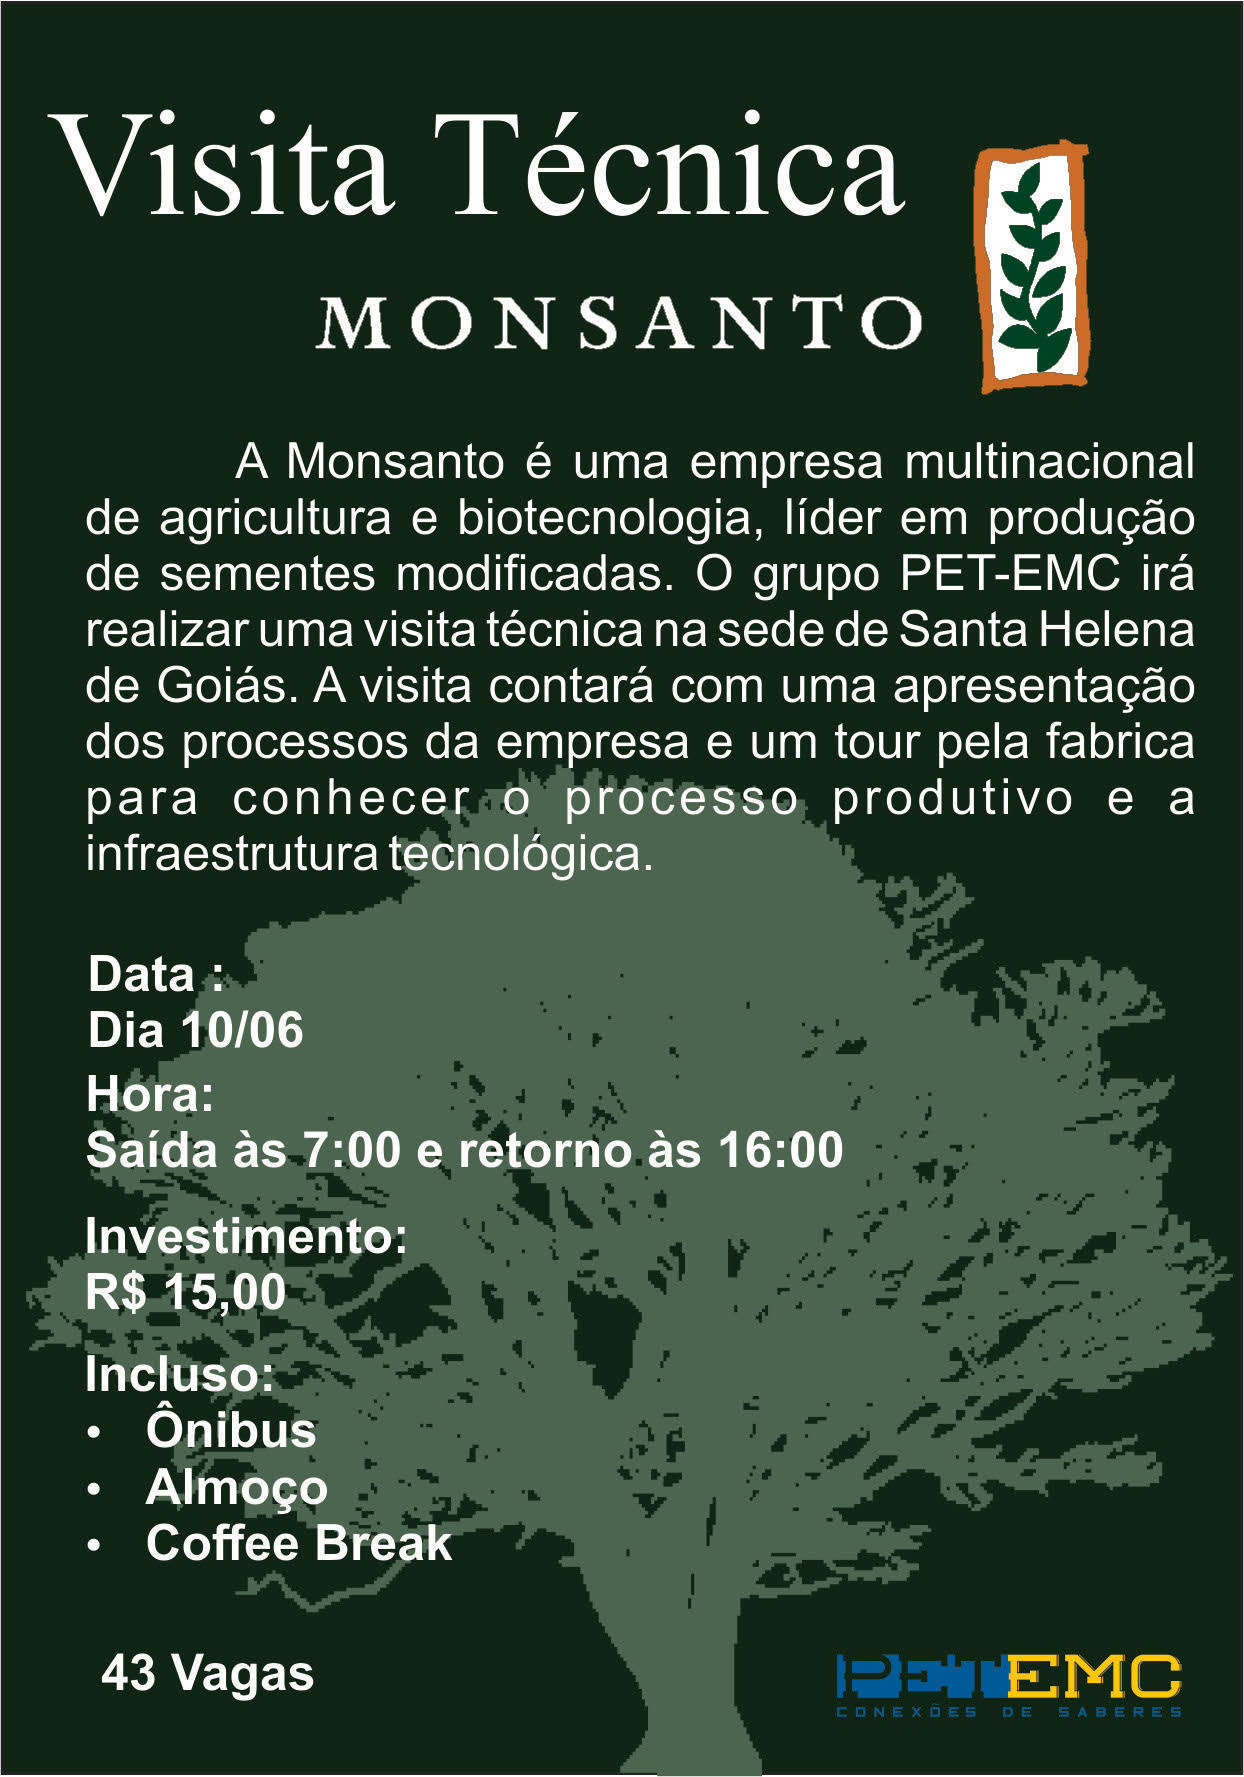 Visita Técnica
MONSANTO
A Monsanto é uma empresa multinacional
de agricultura e biotecnologia, líder em produção
de sementes modificadas. O grupo PET-EMC irá
realizar uma visita técnica na sede de Santa Helena
de Goiás. A visita contará com uma apresentação
dos processos da empresa e um tour pela fabrica
para conhecer o processo produtivo e a
infraestrutura tecnológica.
Data :
Dia 10/06
Hora:
Saída às 7:00 e retorno às 16:00
Investimento:
R$ 15,00
Incluso:
• Ônibus
• Almoço
• Coffee Break
43 Vagas
PETEMC
CONEXÕES DE SABERES